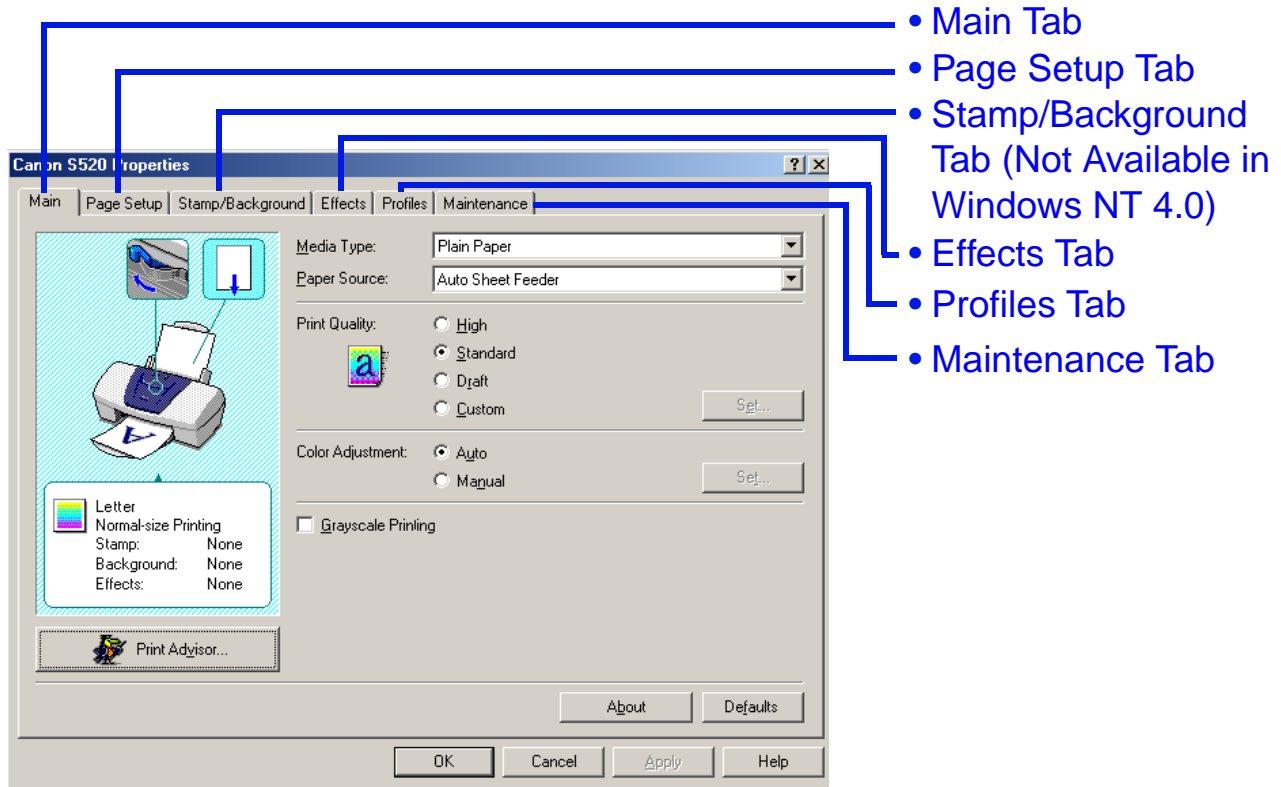 • Main Tab
• Page Setup Tab
• Stamp/Background
Tab (Not Available in
Windows NT 4.0)
• Effects Tab
• Profiles Tab
• Maintenance Tab
Canon S520 Properties
Main Page Setup Stamp/Background Effects Profiles Maintenance
Media Type: Plain Paper
Paper Source: Auto Sheet Feeder
Print Quality: High
Standard
Draft
Custom
Set...
Color Adjustment: Auto
Manual
Set...
Grayscale Printing
a
A
Letter
Normal-size Printing
Stamp: None
Background: None
Effects: None
Print Advisor...
About Defaults
OK Cancel Apply Help